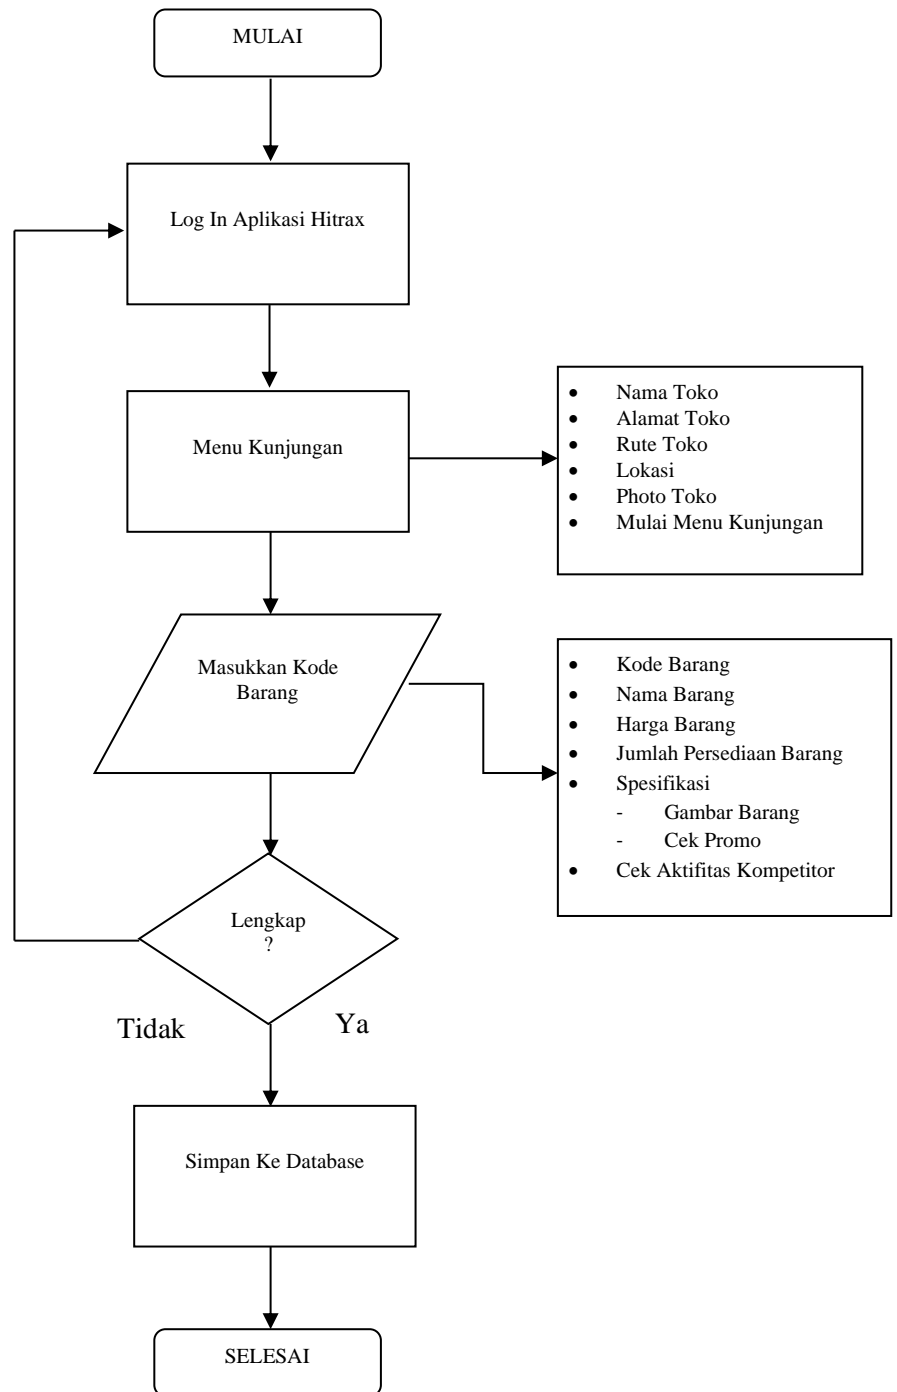 MULAI
Log In Aplikasi Hitrax
Menu Kunjungan
• Nama Toko
• Alamat Toko
• Rute Toko
• Lokasi
• Photo Toko
• Mulai Menu Kunjungan
Masukkan Kode
Barang
• Kode Barang
• Nama Barang
• Harga Barang
• Jumlah Persediaan Barang
• Spesifikasi
- Gambar Barang
- Cek Promo
• Cek Aktifitas Kompetitor
Lengkap
?
Tidak
Ya
Simpan Ke Database
SELESAI